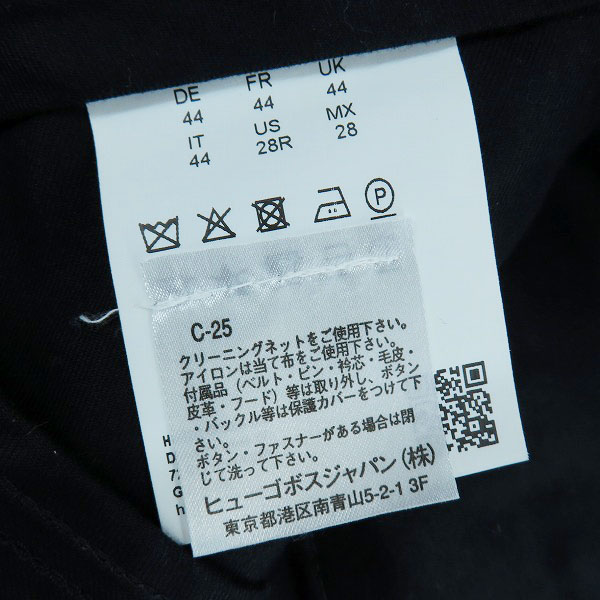 DE FR UK
44 44 44
IT US MX
44 28R 28
P
C-25
クリーニングネットをご使用下さい。
アイロンは当て布をご使用下さい。
付属品(ベルト・ピン・衿芯・毛皮・
皮革・フード)等は取り外し、ボタン
・バックル等は保護カバーをつけて下
さい。
ボタン・ファスナーがある場合は閉
じて洗って下さい。
ヒューゴボスジャパン(株)
東京都港区南青山5-2-1 3F
H
D
7
G
h